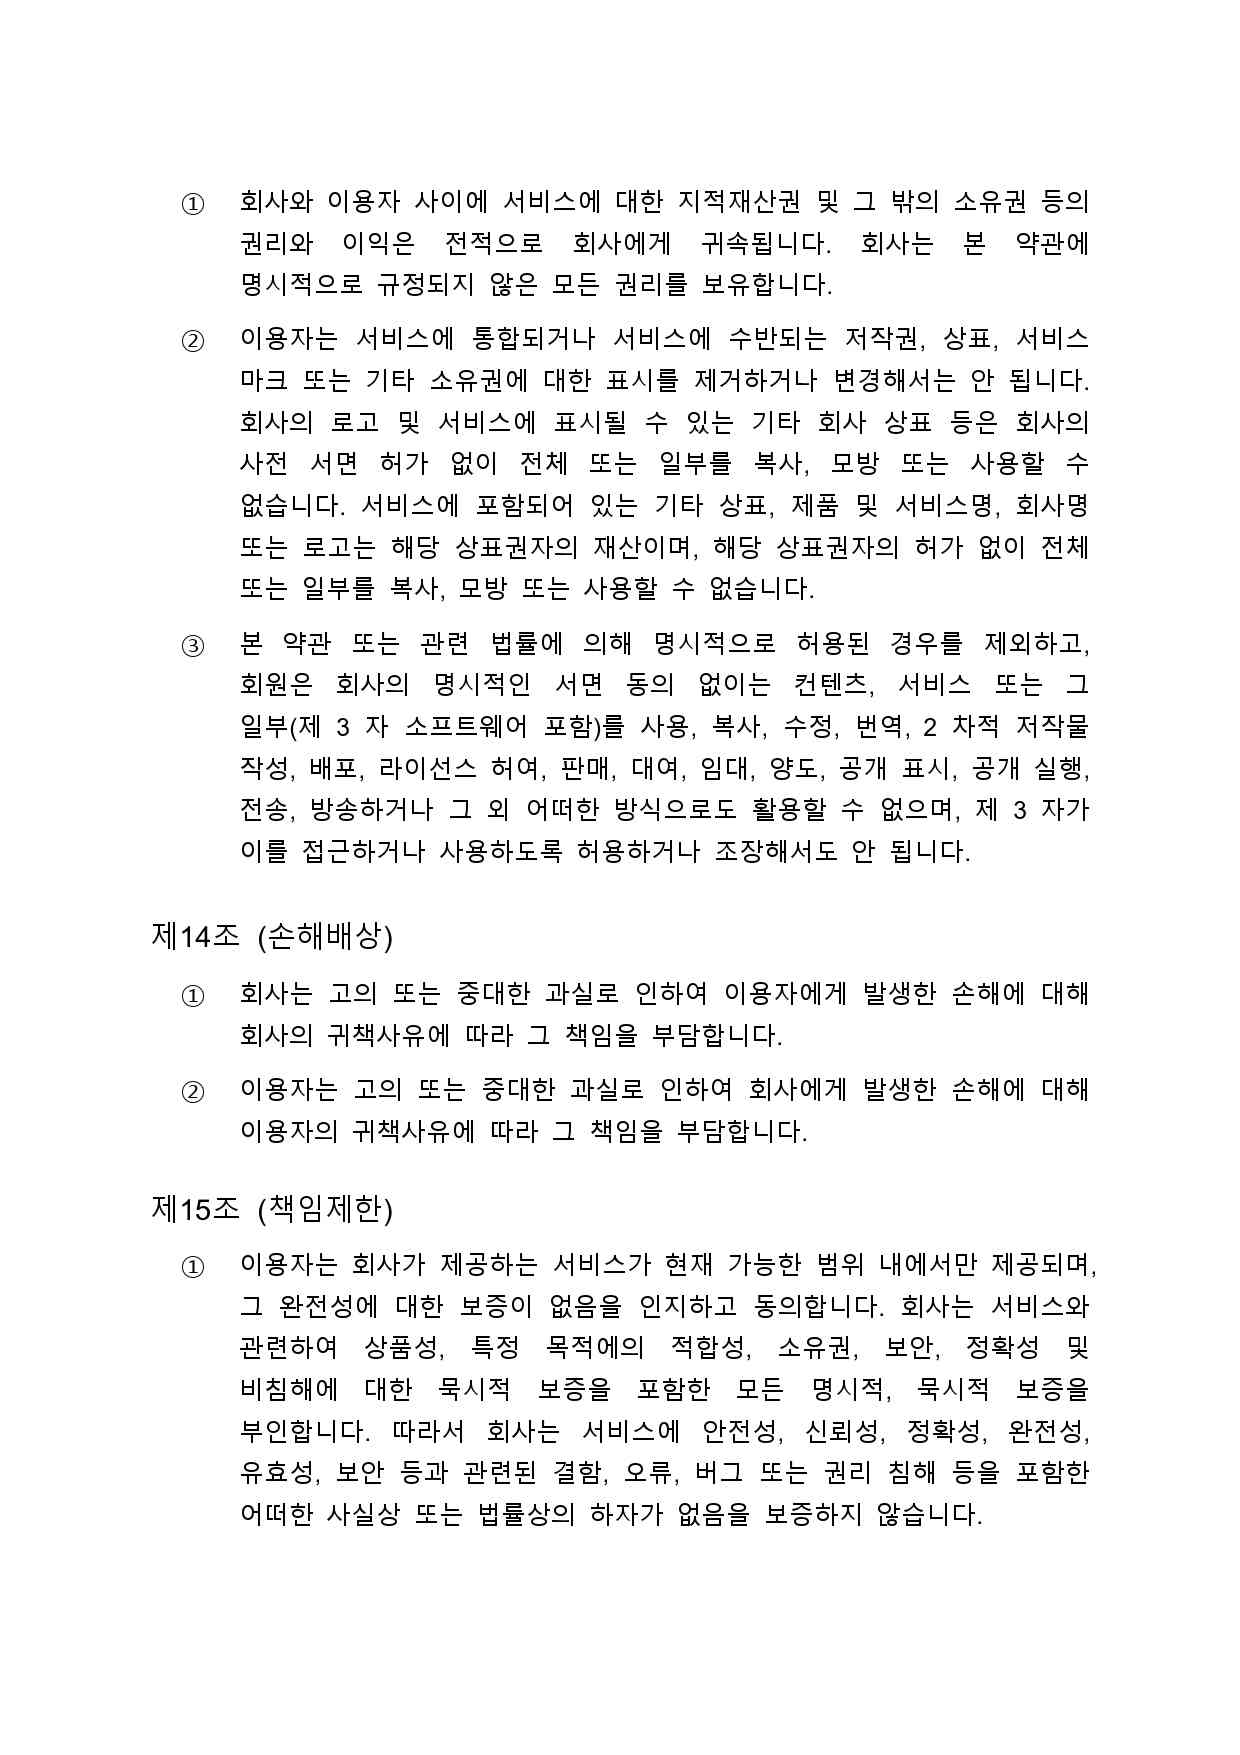 ① 회사와 이용자 사이에 서비스에 대한 지적재산권 및 그 밖의 소유권 등의
권리와 이익은 전적으로 회사에게 귀속됩니다. 회사는 본 약관에
명시적으로 규정되지 않은 모든 권리를 보유합니다.
② 이용자는 서비스에 통합되거나 서비스에 수반되는 저작권, 상표, 서비스
마크 또는 기타 소유권에 대한 표시를 제거하거나 변경해서는 안 됩니다.
회사의 로고 및 서비스에 표시될 수 있는 기타 회사 상표 등은 회사의
사전 서면 허가 없이 전체 또는 일부를 복사, 모방 또는 사용할 수
없습니다. 서비스에 포함되어 있는 기타 상표, 제품 및 서비스명, 회사명
또는 로고는 해당 상표권자의 재산이며, 해당 상표권자의 허가 없이 전체
또는 일부를 복사, 모방 또는 사용할 수 없습니다.
③ 본 약관 또는 관련 법률에 의해 명시적으로 허용된 경우를 제외하고,
회원은 회사의 명시적인 서면 동의 없이는 컨텐츠, 서비스 또는 그
일부(제 3 자 소프트웨어 포함)를 사용, 복사, 수정, 번역, 2 차적 저작물
작성, 배포, 라이선스 허여, 판매, 대여, 임대, 양도, 공개 표시, 공개 실행,
전송, 방송하거나 그 외 어떠한 방식으로도 활용할 수 없으며, 제 3 자가
이를 접근하거나 사용하도록 허용하거나 조장해서도 안 됩니다.
제14조 (손해배상)
① 회사는 고의 또는 중대한 과실로 인하여 이용자에게 발생한 손해에 대해
회사의 귀책사유에 따라 그 책임을 부담합니다.
② 이용자는 고의 또는 중대한 과실로 인하여 회사에게 발생한 손해에 대해
이용자의 귀책사유에 따라 그 책임을 부담합니다.
제15조 (책임제한)
① 이용자는 회사가 제공하는 서비스가 현재 가능한 범위 내에서만 제공되며,
그 완전성에 대한 보증이 없음을 인지하고 동의합니다. 회사는 서비스와
관련하여 상품성, 특정 목적에의 적합성, 소유권, 보안, 정확성 및
비침해에 대한 묵시적 보증을 포함한 모든 명시적, 묵시적 보증을
부인합니다. 따라서 회사는 서비스에 안전성, 신뢰성, 정확성, 완전성,
유효성, 보안 등과 관련된 결함, 오류, 버그 또는 권리 침해 등을 포함한
어떠한 사실상 또는 법률상의 하자가 없음을 보증하지 않습니다.